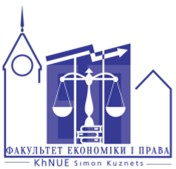 ФАКУЛЬТЕТ ЕКОНОМІКИ І ПРАВА
KhNUE Simon Kuznets